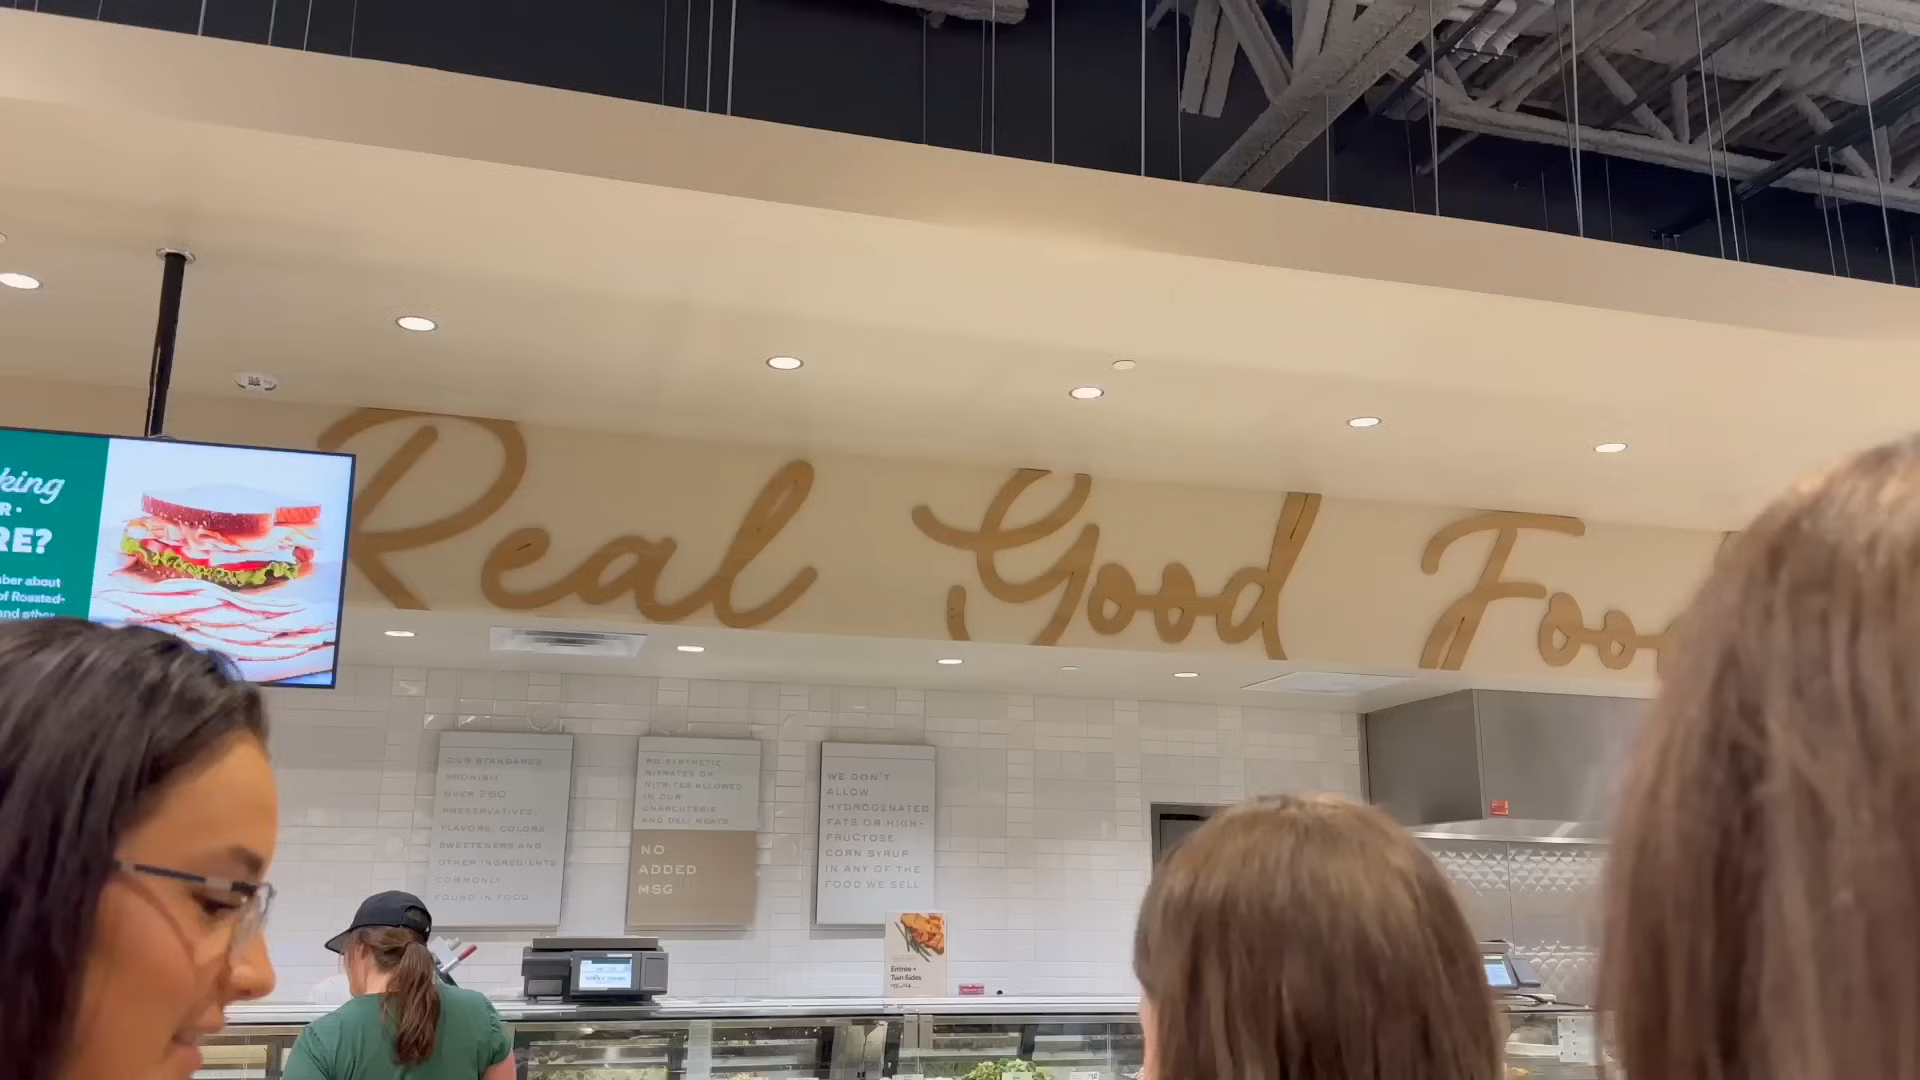 Real Good Foo
king
R·
RE?
ber about
of Roasted-
and other
OUR STANDARDS
PROHIBIT
OVER 260
PRESERVATIVES,
FLAVORS, COLORS
SWEETENERS AND
OTHER INGREDIENTS
COMMONLY
FOUND IN FOOD
NO SYNTHETIC
NITRATES OR
NITRITES ALLOWED
IN OUR
CHARCUTERIE
AND DELI MEATS
NO
ADDED
MSG
WE DON'T
ALLOW
HYDROGENATED
FATS OR HIGH-
FRUCTOSE
CORN SYRUP
IN ANY OF THE
FOOD WE SELL
Entrée +
Two Sides